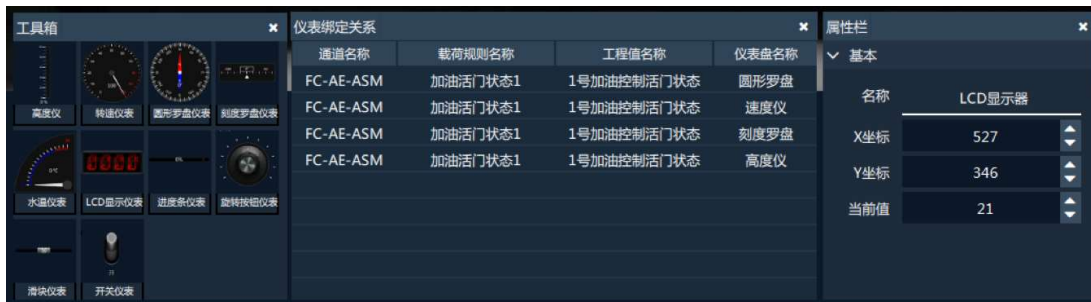 工具箱
高度仪 转速仪表 圆形罗盘仪表 刻度罗盘仪表
水温仪表 LCD显示仪表 进度条仪表 旋转按钮仪表
开
滑块仪表 开关仪表
仪表绑定关系
通道名称 载荷规则名称 工程值名称 仪表盘名称
FC-AE-ASM 加油活门状态1 1号加油控制活门状态 圆形罗盘
FC-AE-ASM 加油活门状态1 1号加油控制活门状态 速度仪
FC-AE-ASM 加油活门状态1 1号加油控制活门状态 刻度罗盘
FC-AE-ASM 加油活门状态1 1号加油控制活门状态 高度仪
属性栏
基本
名称 LCD显示器
X坐标 527
Y坐标 346
当前值 21